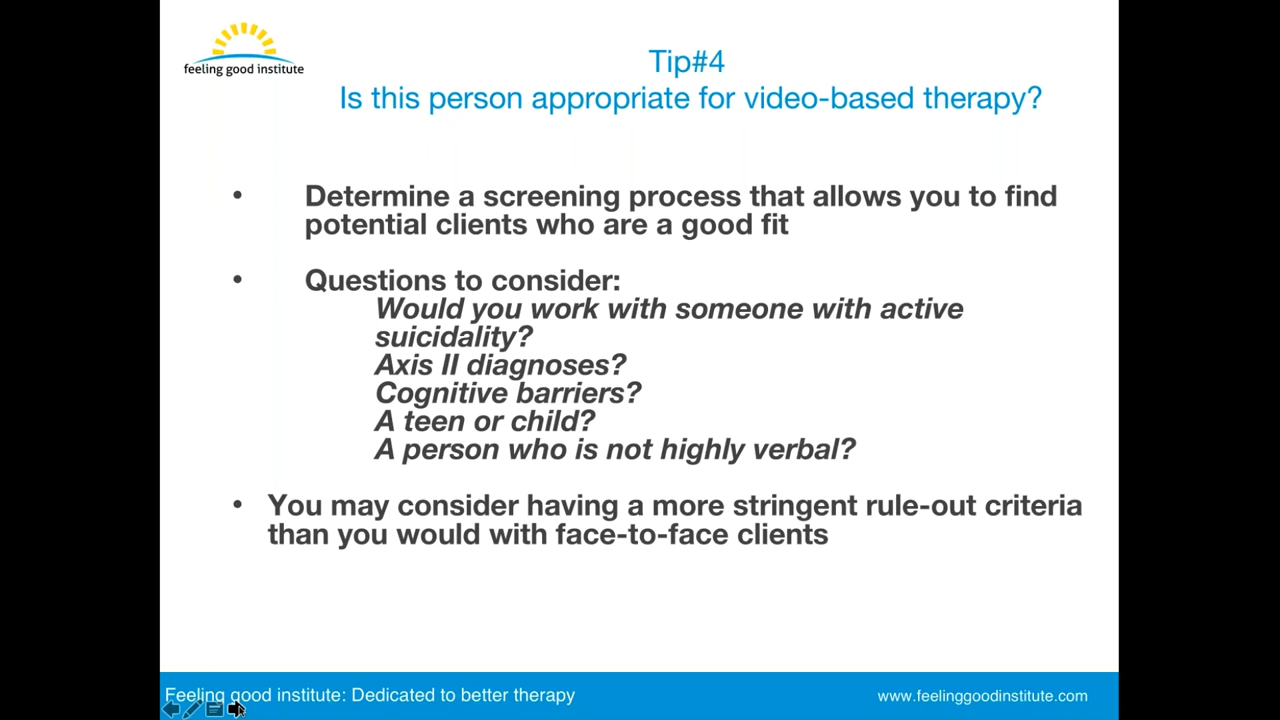 feeling good institute
Tip#4
Is this person appropriate for video-based therapy?
• Determine a screening process that allows you to find
potential clients who are a good fit
• Questions to consider:
Would you work with someone with active
suicidality?
Axis II diagnoses?
Cognitive barriers?
A teen or child?
A person who is not highly verbal?
• You may consider having a more stringent rule-out criteria
than you would with face-to-face clients
Feeling good institute: Dedicated to better therapy
www.feelinggoodinstitute.com